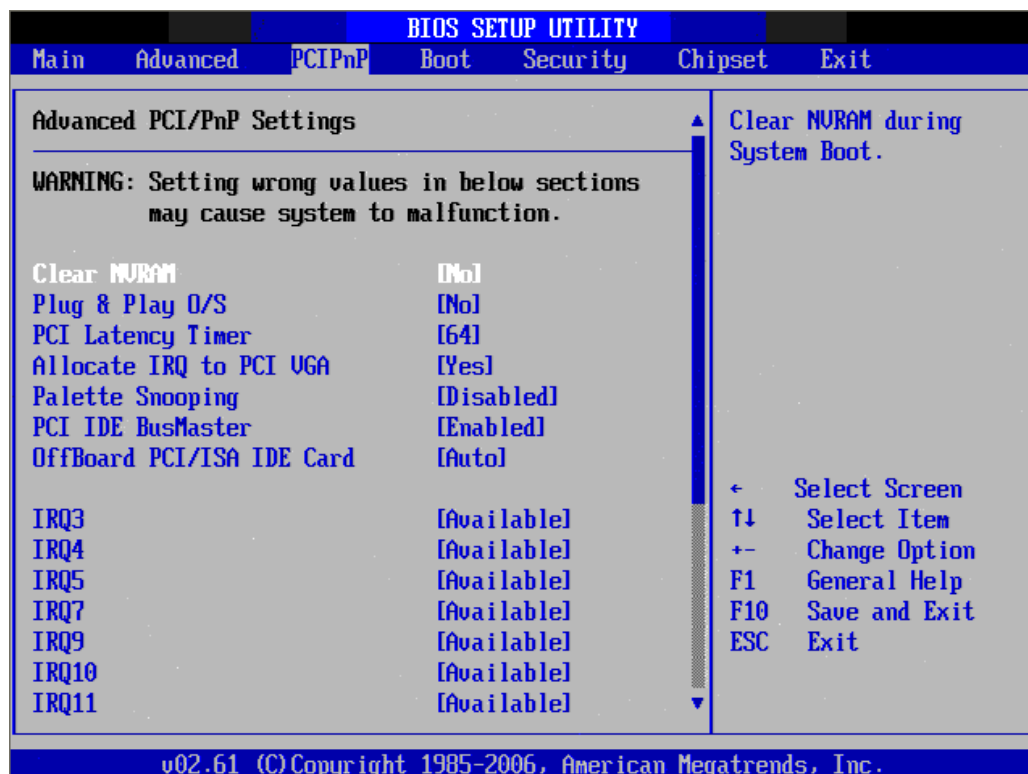 BIOS SETUP UTILITY
Main Advanced PCIPnP Boot Security Chipset Exit
Advanced PCI/PnP Settings
WARNING: Setting wrong values in below sections
may cause system to malfunction.
Clear NVRAM [No]
Plug & Play O/S [No]
PCI Latency Timer [64]
Allocate IRQ to PCI VGA [Yes]
Palette Snooping [Disabled]
PCI IDE BusMaster [Enabled]
OffBoard PCI/ISA IDE Card [Auto]
IRQ3 [Available]
IRQ4 [Available]
IRQ5 [Available]
IRQ7 [Available]
IRQ9 [Available]
IRQ10 [Available]
IRQ11 [Available]
Clear NVRAM during
System Boot.
← Select Screen
↑↓ Select Item
+- Change Option
F1 General Help
F10 Save and Exit
ESC Exit
v02.61 (C)Copyright 1985-2006, American Megatrends, Inc.